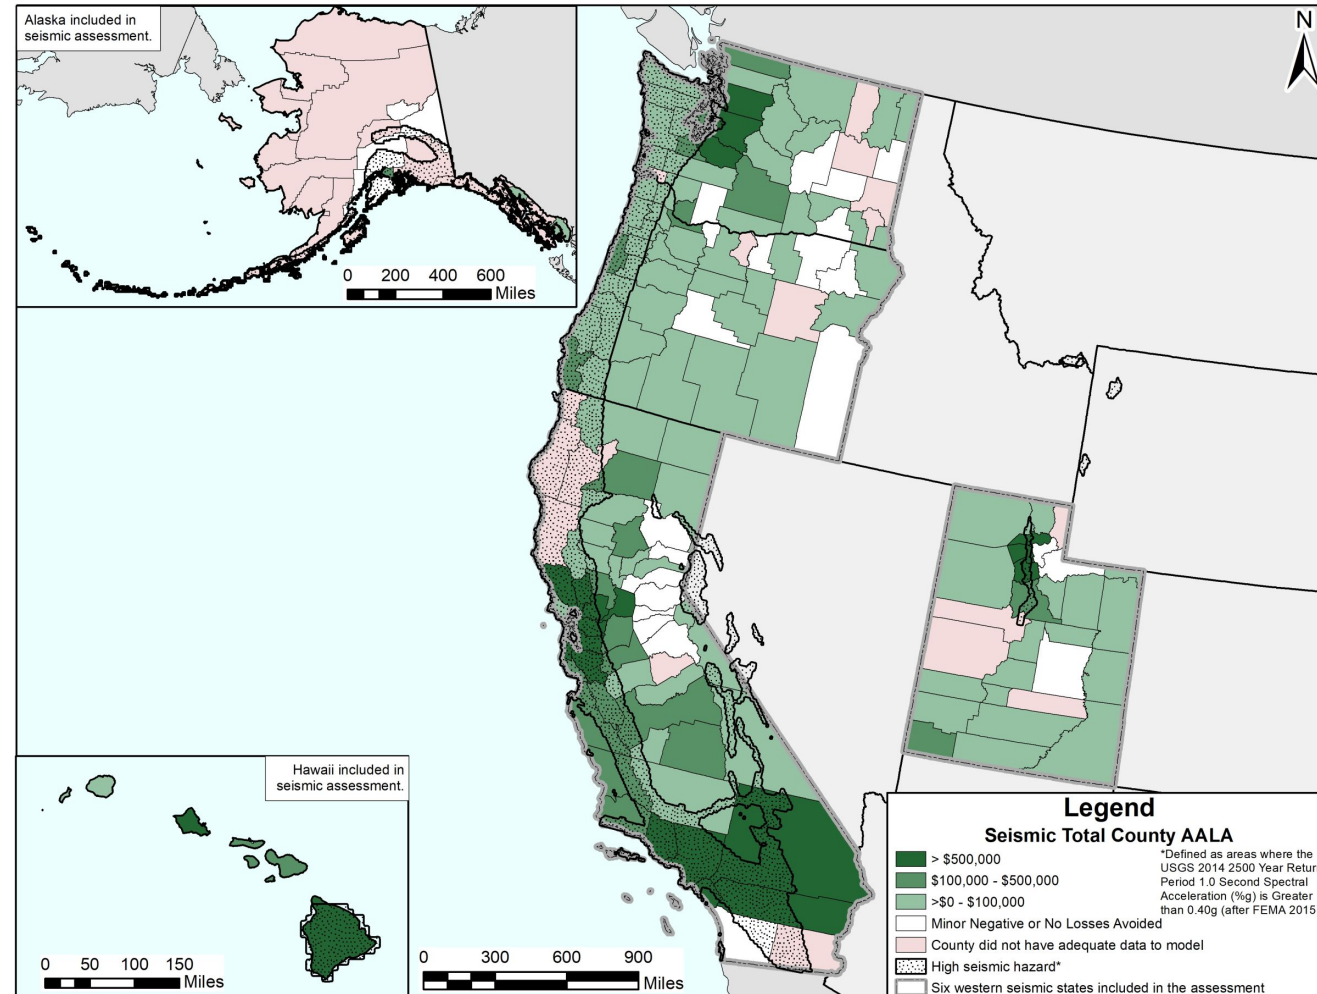 Alaska included in
seismic assessment.
0 200 400 600
Miles
N
Hawaii included in
seismic assessment.
0 50 100 150
Miles
0 300 600 900
Miles
Legend
Seismic Total County AALA
> $500,000
$100,000 - $500,000
>$0 - $100,000
Minor Negative or No Losses Avoided
County did not have adequate data to model
High seismic hazard*
Six western seismic states included in the assessment
*Defined as areas where the
USGS 2014 2500 Year Retur
Period 1.0 Second Spectral
Acceleration (%g) is Greater
than 0.40g (after FEMA 2015